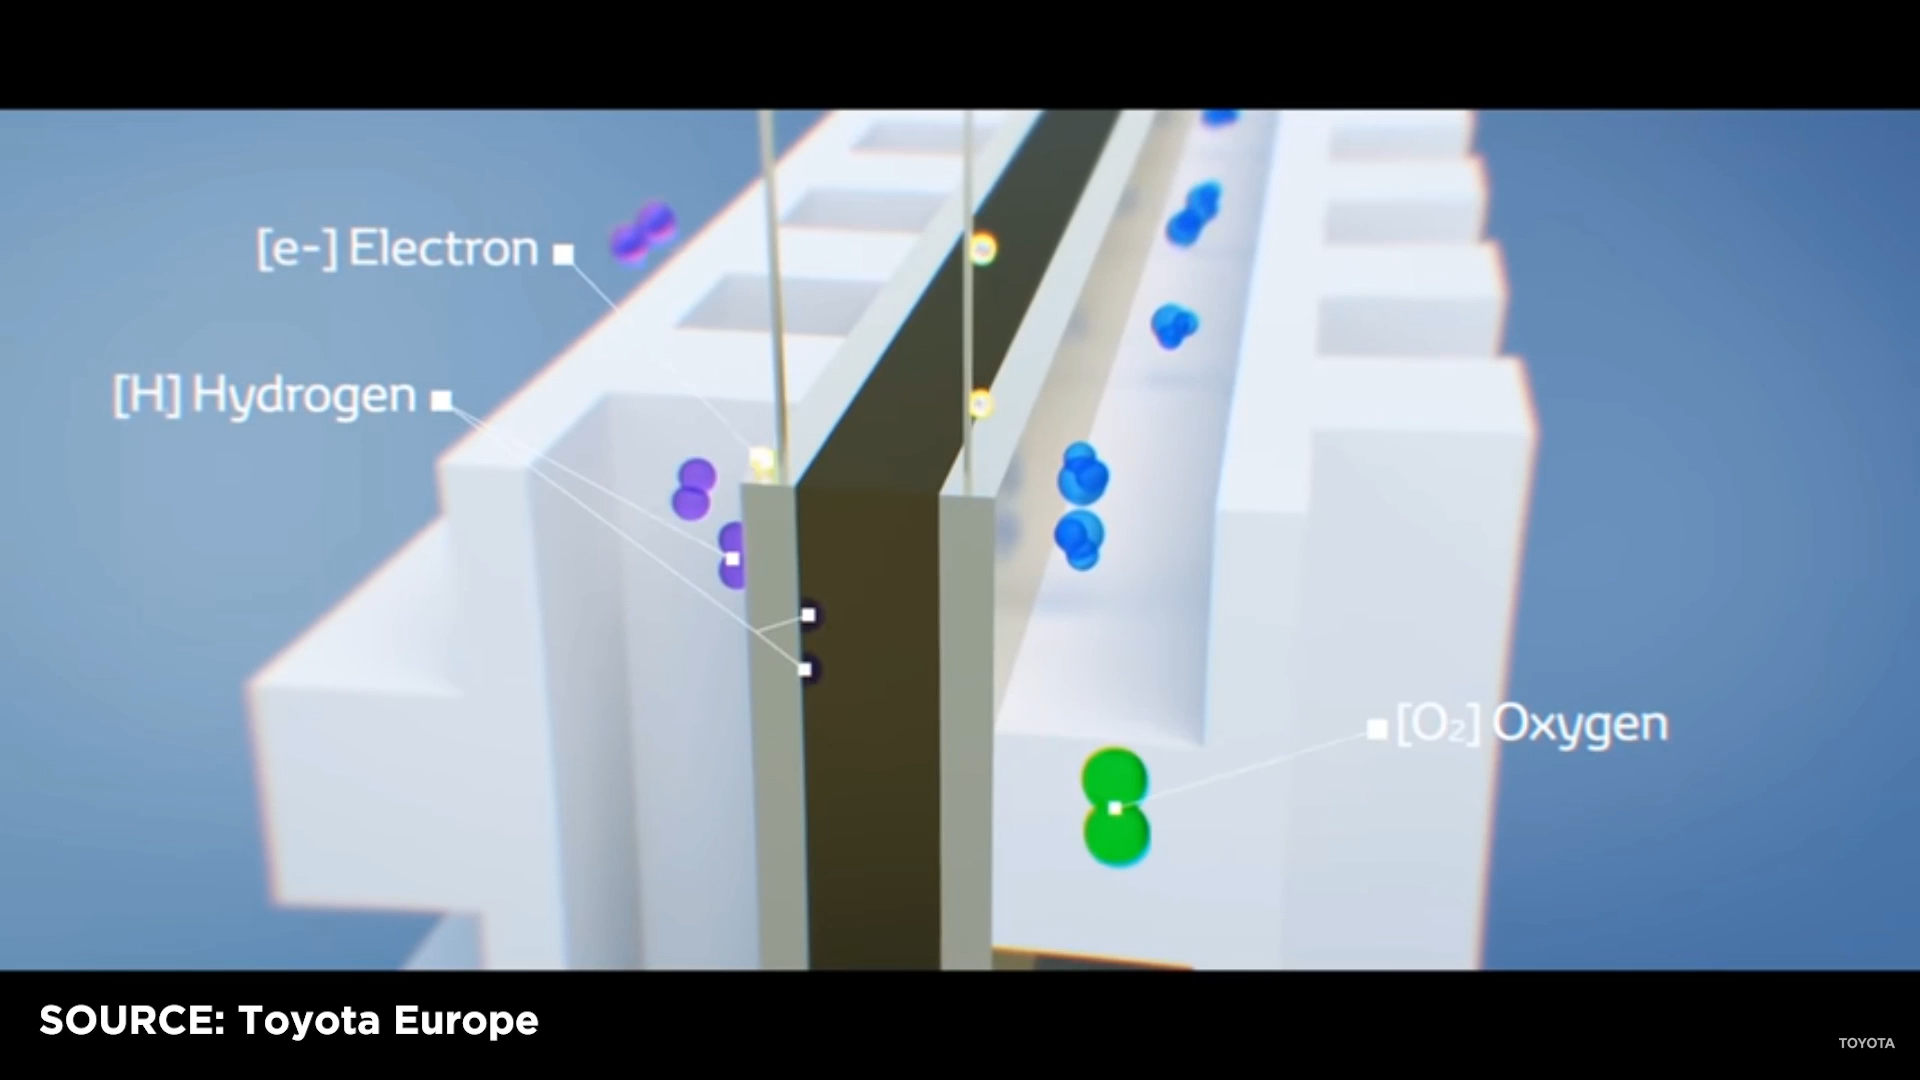 [e-] Electron
[H] Hydrogen
[O₂] Oxygen
SOURCE: Toyota Europe
TOYOTA